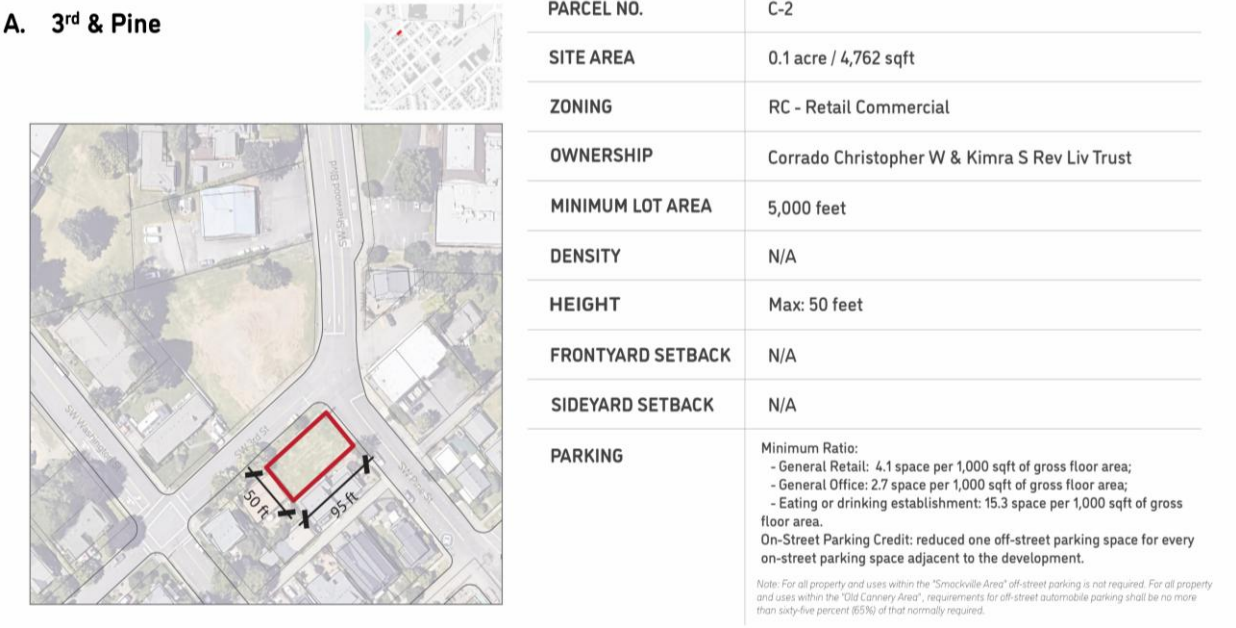 A. 3rd & Pine
PARCEL NO. C-2
SITE AREA 0.1 acre / 4,762 sqft
ZONING RC - Retail Commercial
OWNERSHIP Corrado Christopher W & Kimra S Rev Liv Trust
MINIMUM LOT AREA 5,000 feet
DENSITY N/A
HEIGHT Max: 50 feet
FRONTYARD SETBACK N/A
SIDEYARD SETBACK N/A
PARKING
Minimum Ratio:
- General Retail: 4.1 space per 1,000 sqft of gross floor area;
- General Office: 2.7 space per 1,000 sqft of gross floor area;
- Eating or drinking establishment: 15.3 space per 1,000 sqft of gross
floor area.
On-Street Parking Credit: reduced one off-street parking space for every
on-street parking space adjacent to the development.
Note: For all property and uses within the "Smockville Area" off-street parking is not required. For all property
and uses within the "Old Cannery Area", requirements for off-street automobile parking shall be no more
than sixty-five percent (65%) of that normally required.
SW Sherwood Blvd
SW Washington
SW 3rd St
SW Pine St
50 ft
95 ft